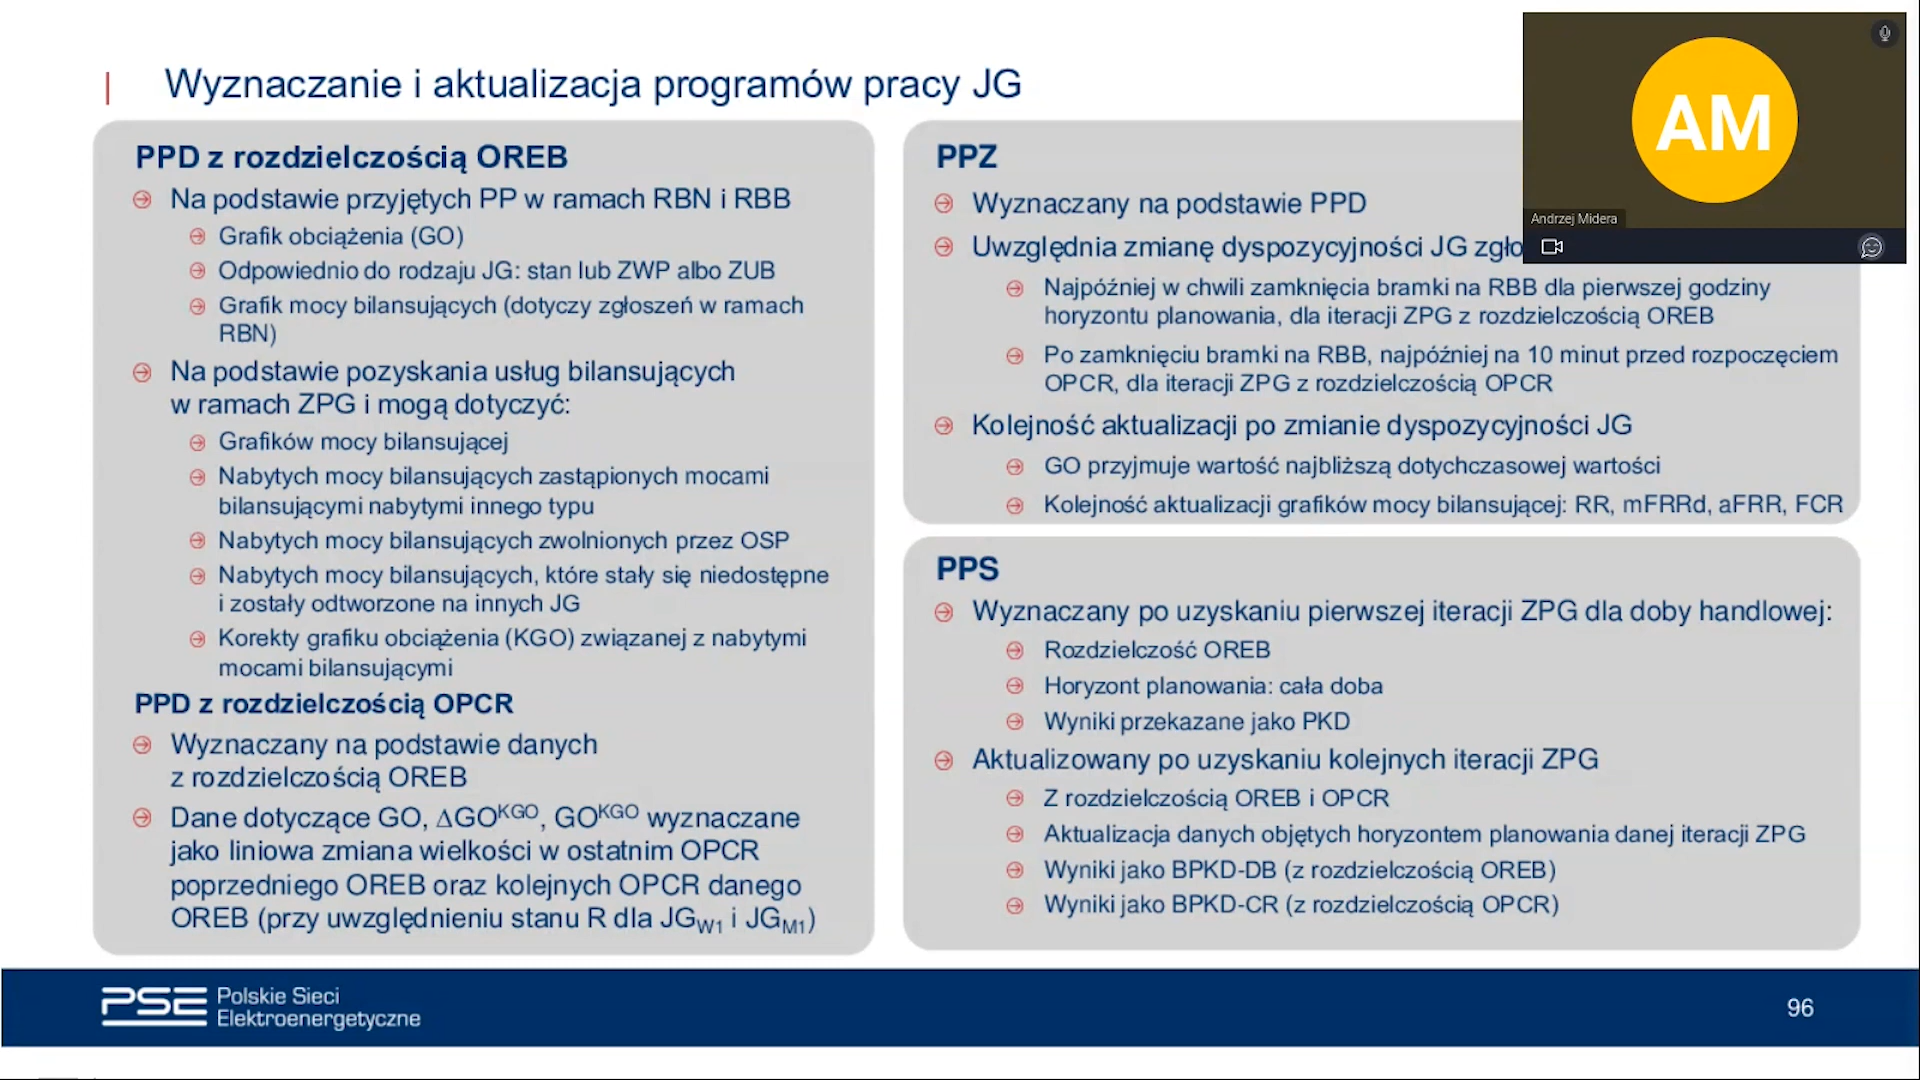 Wyznaczanie i aktualizacja programów pracy JG
PPD z rozdzielczością OREB
Na podstawie przyjętych PP w ramach RBN i RBB
Grafik obciążenia (GO)
Odpowiednio do rodzaju JG: stan lub ZWP albo ZUB
Grafik mocy bilansujących (dotyczy zgłoszeń w ramach
RBN)
Na podstawie pozyskania usług bilansujących
w ramach ZPG i mogą dotyczyć:
Grafików mocy bilansującej
Nabytych mocy bilansujących zastąpionych mocami
bilansującymi nabytymi innego typu
Nabytych mocy bilansujących zwolnionych przez OSP
Nabytych mocy bilansujących, które stały się niedostępne
i zostały odtworzone na innych JG
Korekty grafiku obciążenia (KGO) związanej z nabytymi
mocami bilansującymi
PPD z rozdzielczością OPCR
Wyznaczany na podstawie danych
z rozdzielczością OREB
Dane dotyczące GO, ΔGOᴷᴳᴼ, GOᴷᴳᴼ wyznaczane
jako liniowa zmiana wielkości w ostatnim OPCR
poprzedniego OREB oraz kolejnych OPCR danego
OREB (przy uwzględnieniu stanu R dla JGW1 i JGM1)
PPZ
Wyznaczany na podstawie PPD
Uwzględnia zmianę dyspozycyjności JG zgło
Najpóźniej w chwili zamknięcia bramki na RBB dla pierwszej godziny
horyzontu planowania, dla iteracji ZPG z rozdzielczością OREB
Po zamknięciu bramki na RBB, najpóźniej na 10 minut przed rozpoczęciem
OPCR, dla iteracji ZPG z rozdzielczością OPCR
Kolejność aktualizacji po zmianie dyspozycyjności JG
GO przyjmuje wartość najbliższą dotychczasowej wartości
Kolejność aktualizacji grafików mocy bilansującej: RR, mFRRd, aFRR, FCR
PPS
Wyznaczany po uzyskaniu pierwszej iteracji ZPG dla doby handlowej:
Rozdzielczość OREB
Horyzont planowania: cała doba
Wyniki przekazane jako PKD
Aktualizowany po uzyskaniu kolejnych iteracji ZPG
Z rozdzielczością OREB i OPCR
Aktualizacja danych objętych horyzontem planowania danej iteracji ZPG
Wyniki jako BPKD-DB (z rozdzielczością OREB)
Wyniki jako BPKD-CR (z rozdzielczością OPCR)
AM
Andrzej Midera
PSE Polskie Sieci
Elektroenergetyczne
96